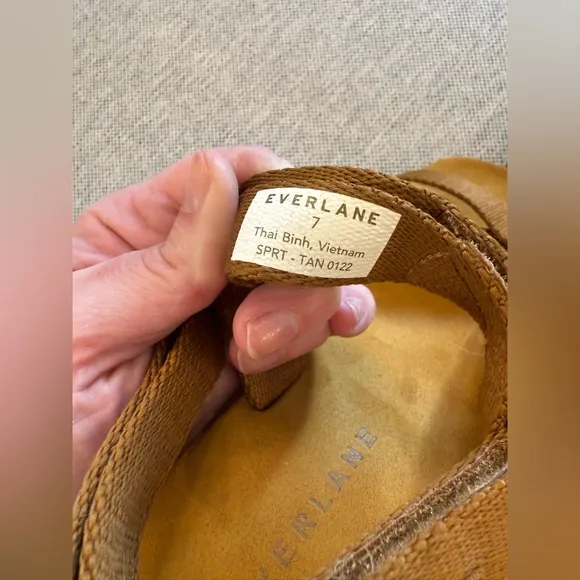 EVERLANE
7
Thai Binh, Vietnam
SPRT - TAN 0122
EVERLANE